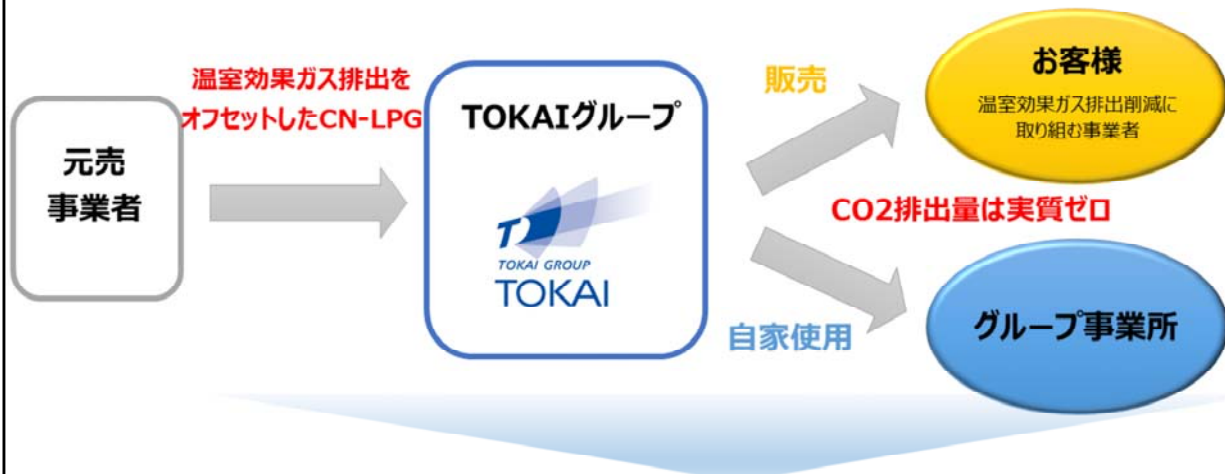 元売
事業者
温室効果ガス排出を
オフセットしたCN-LPG
TOKAIグループ
TOKAI GROUP
TOKAI
販売
お客様
温室効果ガス排出削減に
取り組む事業者
CO2排出量は実質ゼロ
自家使用
グループ事業所